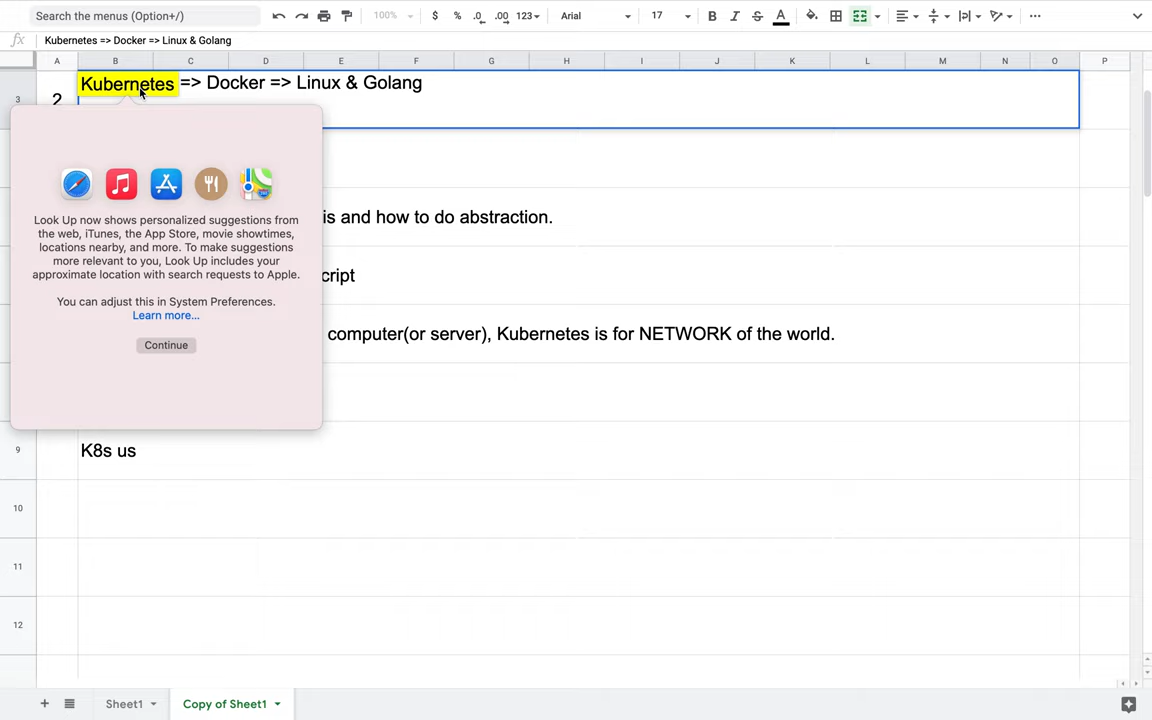 Search the menus (Option+/)
100%
$ % .0 .00 123
Arial
17
B I S A
fx Kubernetes => Docker => Linux & Golang
A B C D E F G H I J K L M N O P
3
2
Kubernetes => Docker => Linux & Golang
is and how to do abstraction.
cript
computer(or server), Kubernetes is for NETWORK of the world.
Look Up now shows personalized suggestions from
the web, iTunes, the App Store, movie showtimes,
locations nearby, and more. To make suggestions
more relevant to you, Look Up includes your
approximate location with search requests to Apple.
You can adjust this in System Preferences.
Learn more...
Continue
9
K8s us
10
11
12
Sheet1
Copy of Sheet1